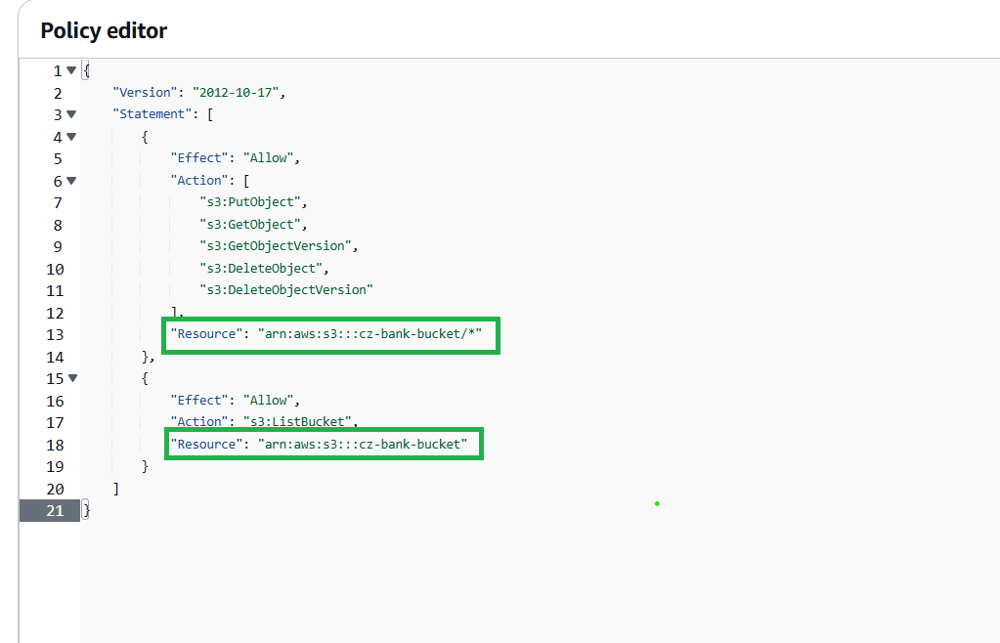 Policy editor
1 {
2 "Version": "2012-10-17",
3 "Statement": [
4 {
5 "Effect": "Allow",
6 "Action": [
7 "s3:PutObject",
8 "s3:GetObject",
9 "s3:GetObjectVersion",
10 "s3:DeleteObject",
11 "s3:DeleteObjectVersion"
12 ],
13 "Resource": "arn:aws:s3:::cz-bank-bucket/*"
14 },
15 {
16 "Effect": "Allow",
17 "Action": "s3:ListBucket",
18 "Resource": "arn:aws:s3:::cz-bank-bucket"
19 }
20 ]
21 }